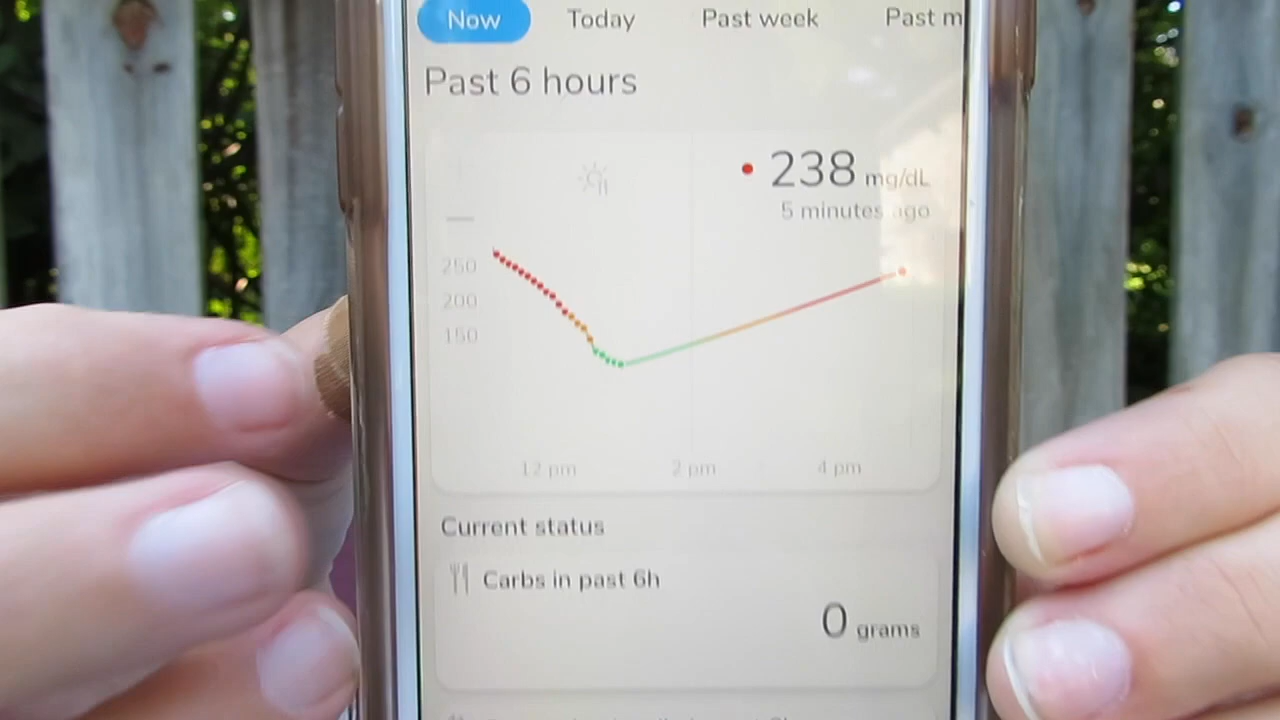 Now Today Past week Past m
Past 6 hours
238 mg/dL
5 minutes ago
250
200
150
12 pm 2 pm 4 pm
Current status
Carbs in past 6h
0 grams